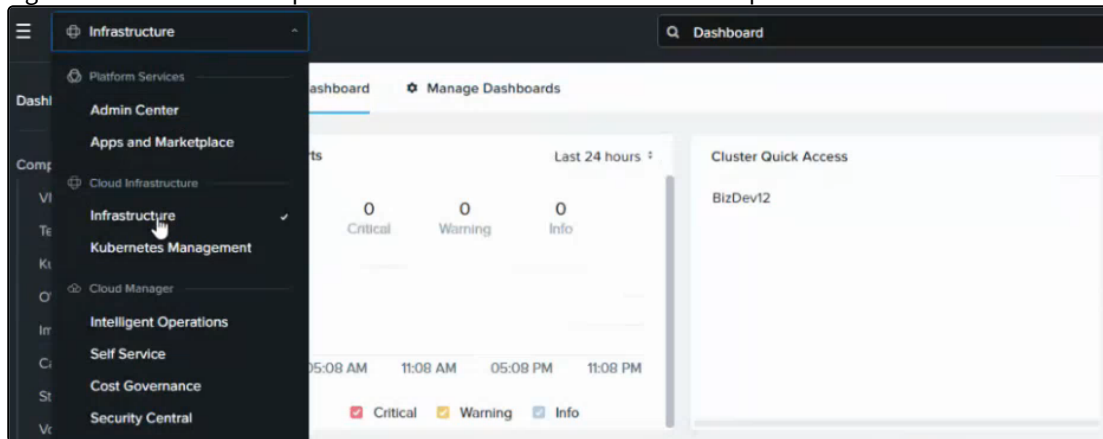 Infrastructure
Dashboard
Platform Services
Admin Center
Apps and Marketplace
Cloud Infrastructure
Infrastructure
Kubernetes Management
Cloud Manager
Intelligent Operations
Self Service
Cost Governance
Security Central
Manage Dashboards
Last 24 hours
0 0 0
Critical Warning Info
05:08 AM 11:08 AM 05:08 PM 11:08 PM
Critical Warning Info
Cluster Quick Access
BizDev12